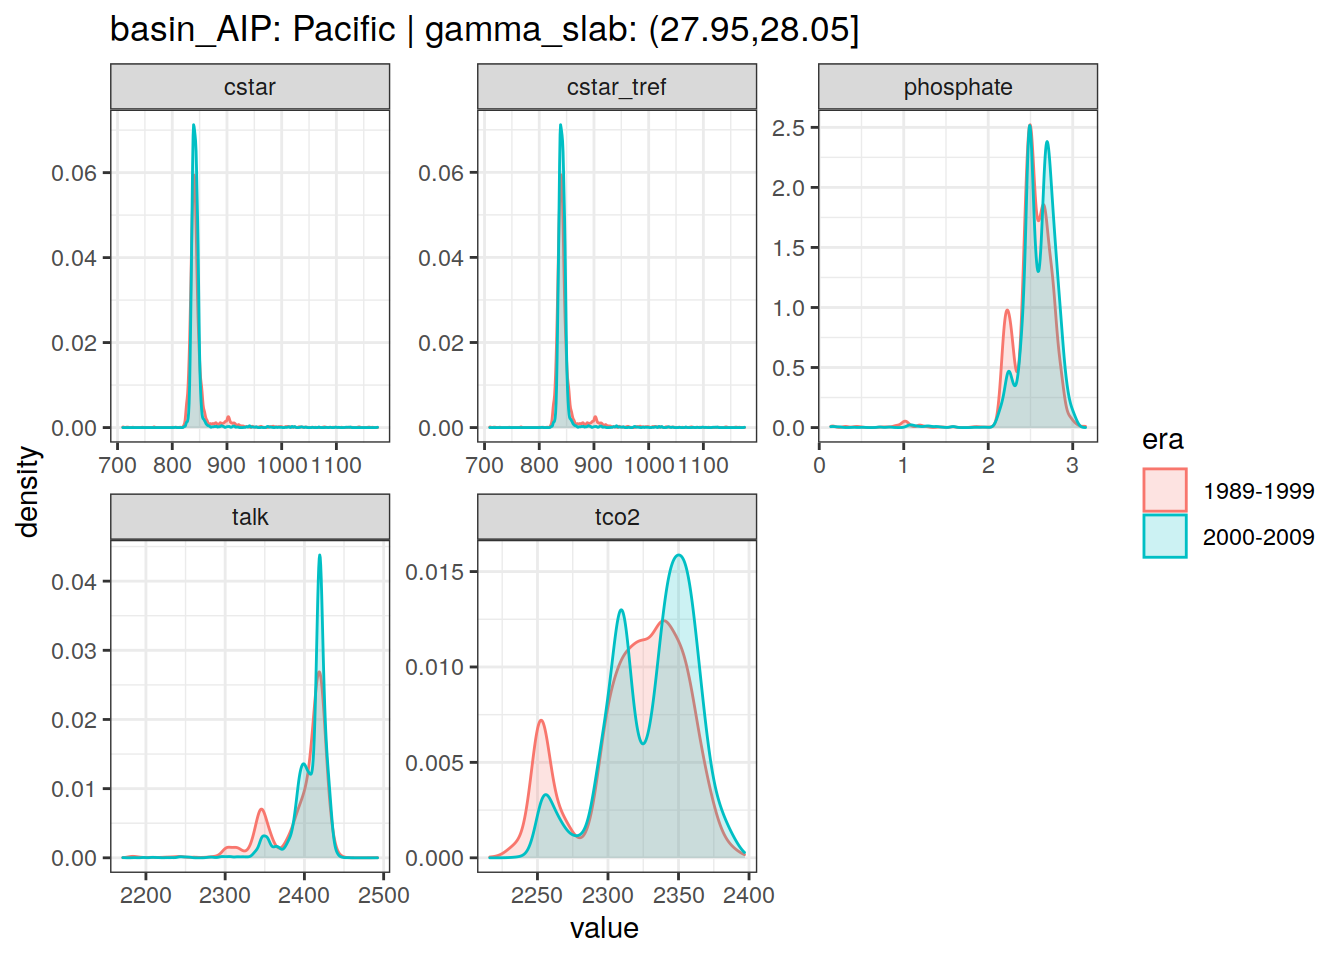 basin_AIP: Pacific | gamma_slab: (27.95,28.05]
cstar
cstar_tref
phosphate
0.06
0.04
0.02
0.00
700 800 900 1000 1100
0.06
0.04
0.02
0.00
700 800 900 1000 1100
2.5
2.0
1.5
1.0
0.5
0.0
0 1 2 3
density
talk
tco2
0.04
0.03
0.02
0.01
0.00
2200 2300 2400 2500
0.015
0.010
0.005
0.000
2250 2300 2350 2400
value
era
1989-1999
2000-2009